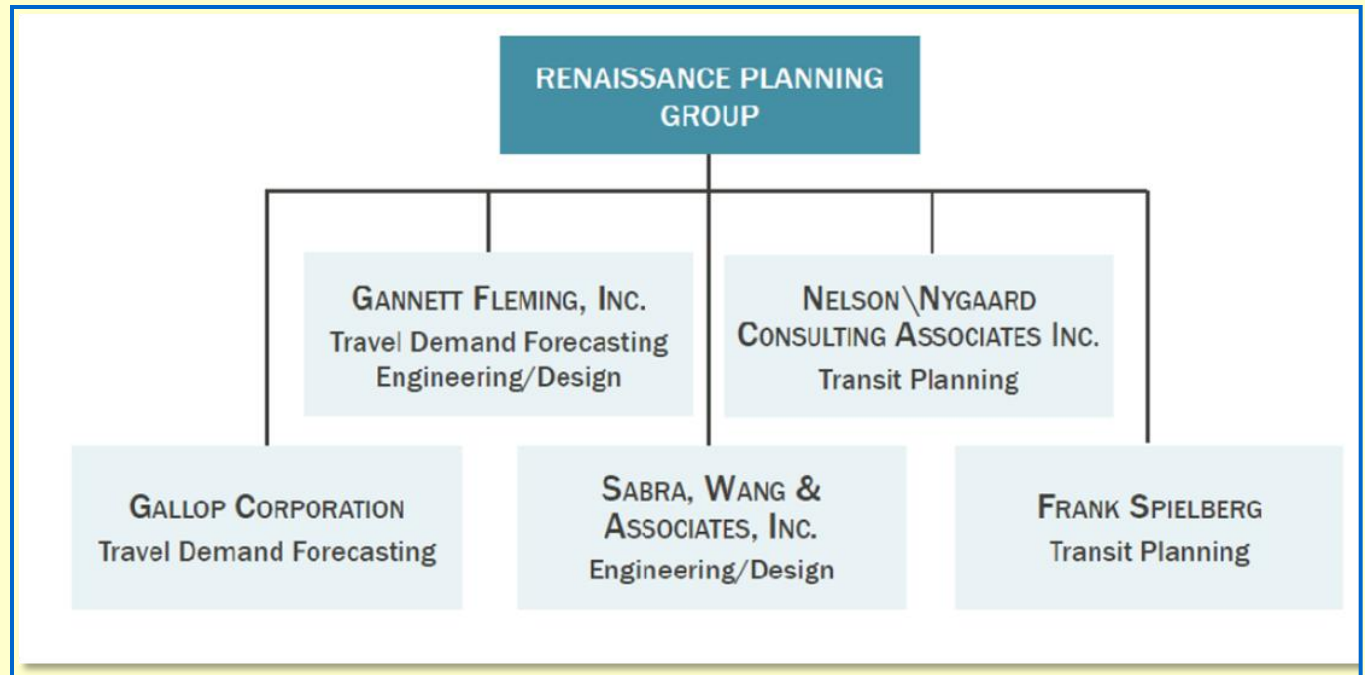 RENAISSANCE PLANNING
GROUP
GANNETT FLEMING, INC.
Travel Demand Forecasting
Engineering/Design
NELSON\NYGAARD
CONSULTING ASSOCIATES INC.
Transit Planning
GALLOP CORPORATION
Travel Demand Forecasting
SABRA, WANG &
ASSOCIATES, INC.
Engineering/Design
FRANK SPIELBERG
Transit Planning